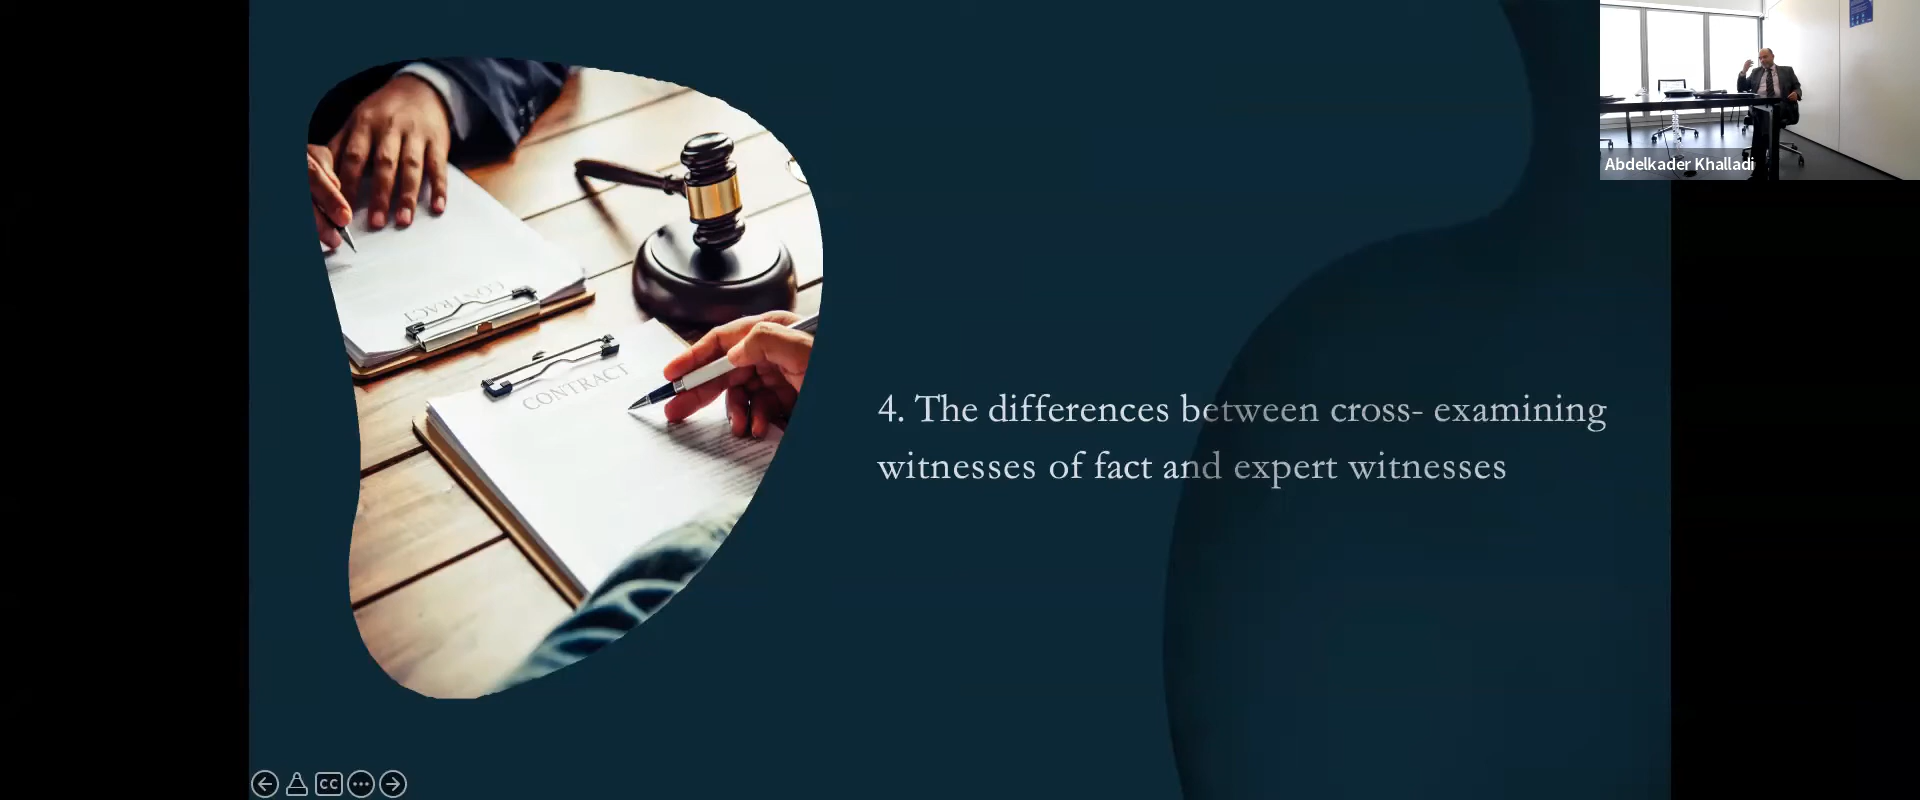 Abdelkader Khalladi
CONTRACT
CONTRACT
4. The differences between cross- examining
witnesses of fact and expert witnesses
CC